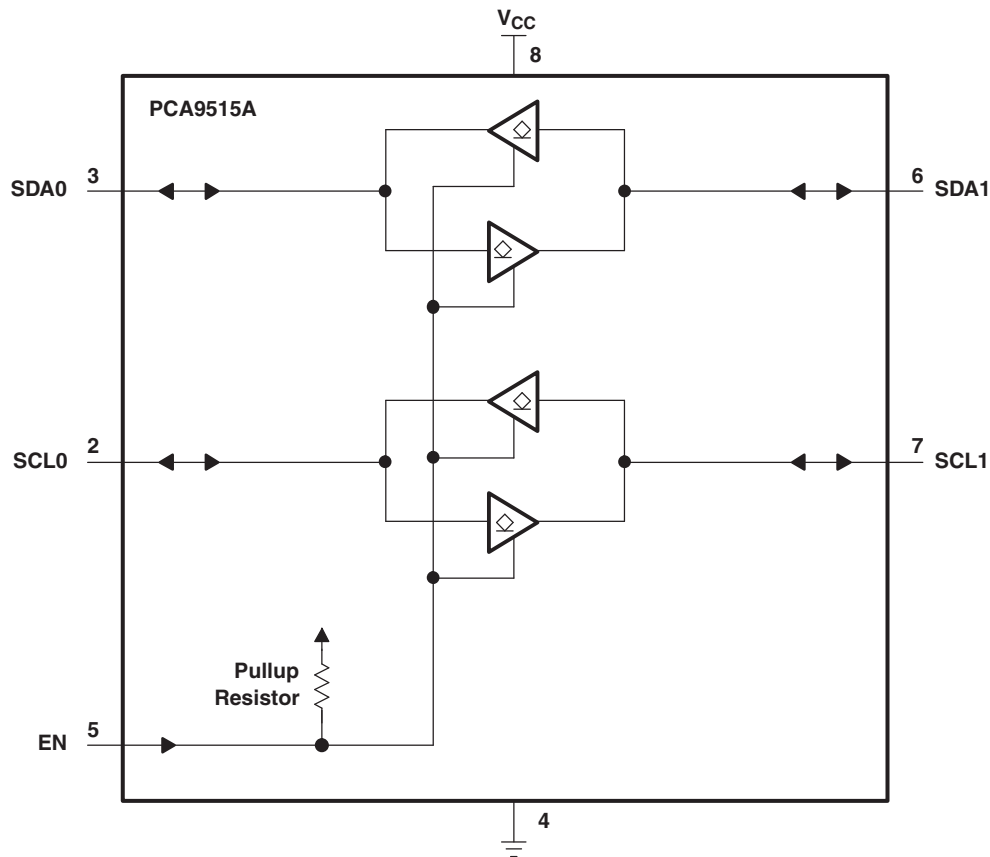 VCC
8
PCA9515A
SDA0
3
6
SDA1
SCL0
2
7
SCL1
Pullup
Resistor
EN
5
4